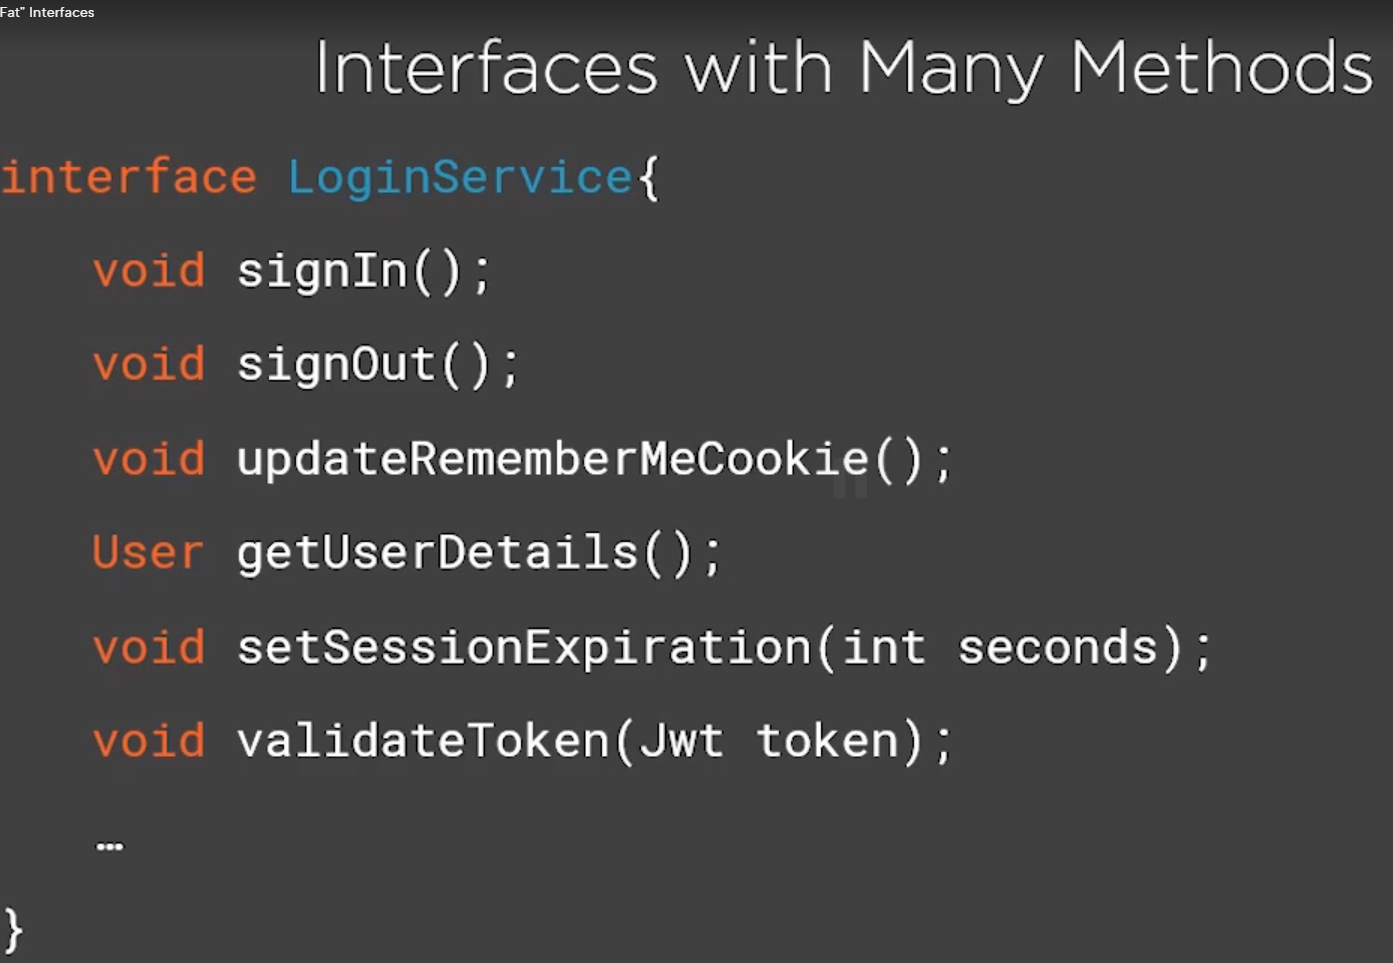 Fat" Interfaces
Interfaces with Many Methods
interface LoginService{
void signIn();
void signOut();
void updateRememberMeCookie();
User getUserDetails();
void setSessionExpiration(int seconds);
void validateToken(Jwt token);
…
}